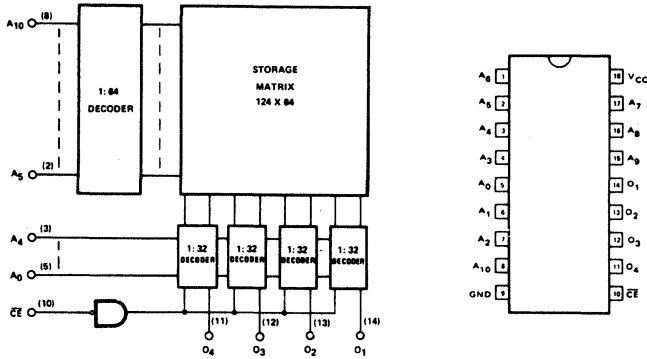 A10 (8)
1:64
DECODER
STORAGE
MATRIX
124 X 64
A5 (2)
A4 (3)
A0 (5)
1:32
DECODER
1:32
DECODER
1:32
DECODER
1:32
DECODER
CE (10)
(11)
(12)
(13)
(14)
O4
O3
O2
O1
A6 1
18 VCC
A5 2
17 A7
A4 3
16 A8
A3 4
15 A9
A0 5
14 O1
A1 6
13 O2
A2 7
12 O3
A10 8
11 O4
GND 9
10 CE